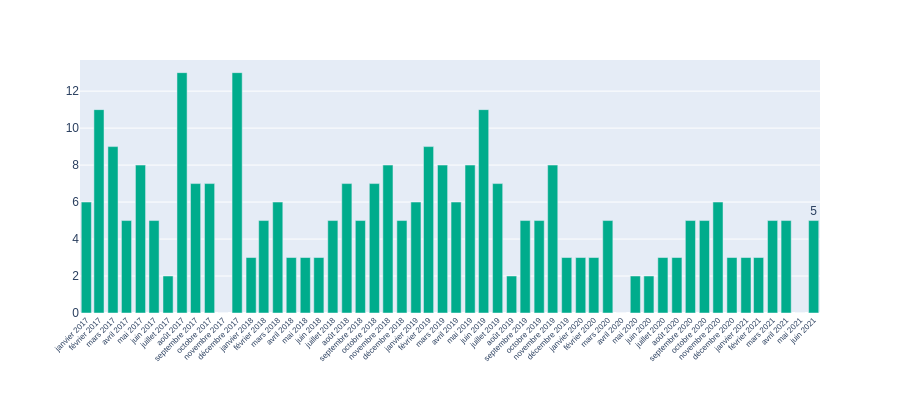 12
10
8
6
4
2
0
5
janvier 2017
février 2017
mars 2017
avril 2017
mai 2017
juin 2017
juillet 2017
août 2017
septembre 2017
octobre 2017
novembre 2017
décembre 2017
janvier 2018
février 2018
mars 2018
avril 2018
mai 2018
juin 2018
juillet 2018
août 2018
septembre 2018
octobre 2018
novembre 2018
décembre 2018
janvier 2019
février 2019
mars 2019
avril 2019
mai 2019
juin 2019
juillet 2019
août 2019
septembre 2019
octobre 2019
novembre 2019
décembre 2019
janvier 2020
février 2020
mars 2020
avril 2020
mai 2020
juin 2020
juillet 2020
août 2020
septembre 2020
octobre 2020
novembre 2020
décembre 2020
janvier 2021
février 2021
mars 2021
avril 2021
mai 2021
juin 2021